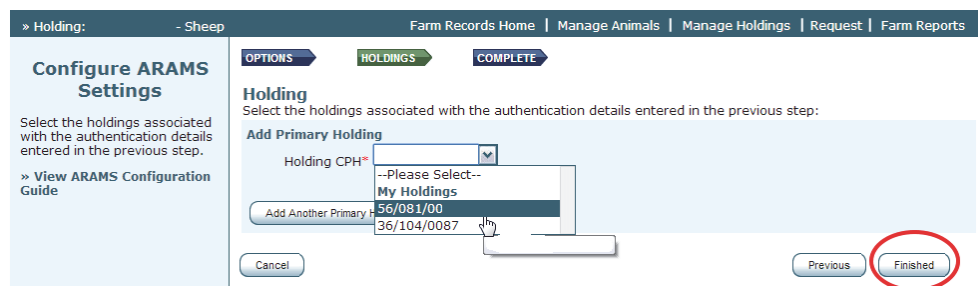 » Holding: - Sheep
Farm Records Home | Manage Animals | Manage Holdings | Request | Farm Reports
Configure ARAMS
Settings
Select the holdings associated
with the authentication details
entered in the previous step.
» View ARAMS Configuration
Guide
OPTIONS HOLDINGS COMPLETE
Holding
Select the holdings associated with the authentication details entered in the previous step:
Add Primary Holding
Holding CPH*
--Please Select--
My Holdings
56/081/00
36/104/0087
Add Another Primary H
Cancel Previous Finished